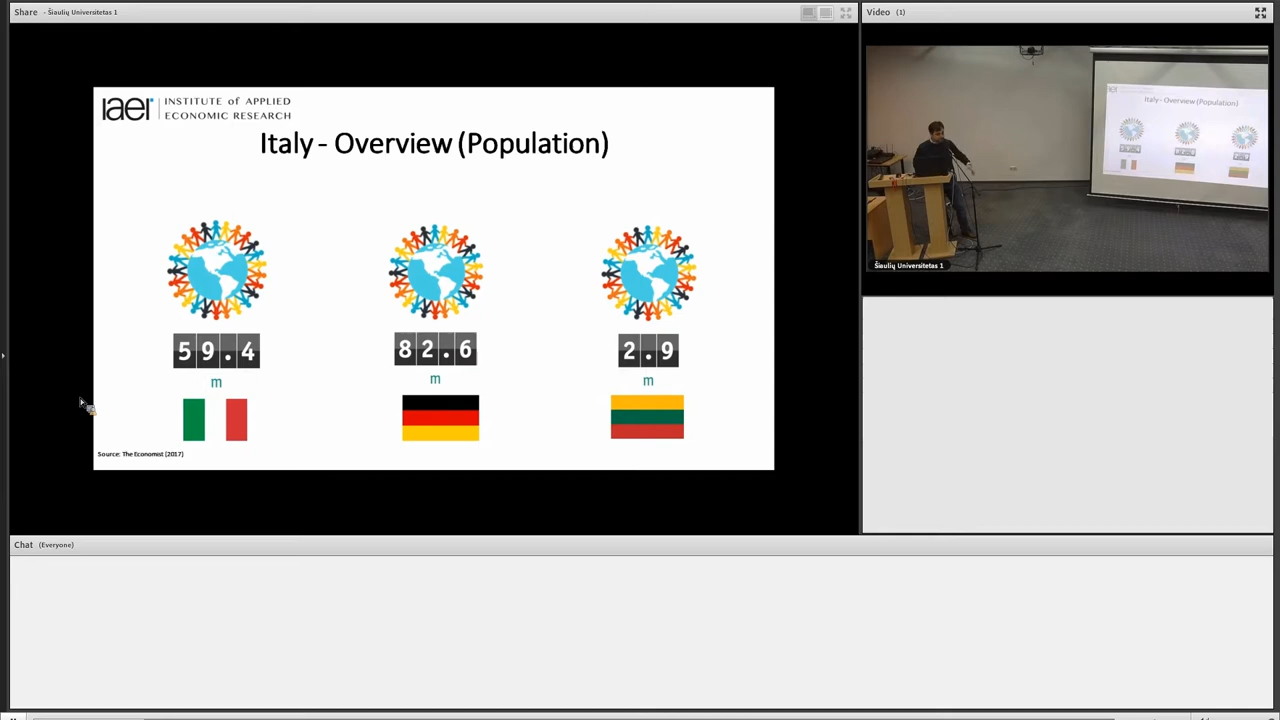 Share - Šiaulių Universitetas 1
iaer INSTITUTE of APPLIED
ECONOMIC RESEARCH
Italy - Overview (Population)
59.4
m
82.6
m
2.9
m
Source: The Economist (2017)
Video (1)
Italy - Overview (Population)
Šiaulių Universitetas 1
Chat (Everyone)